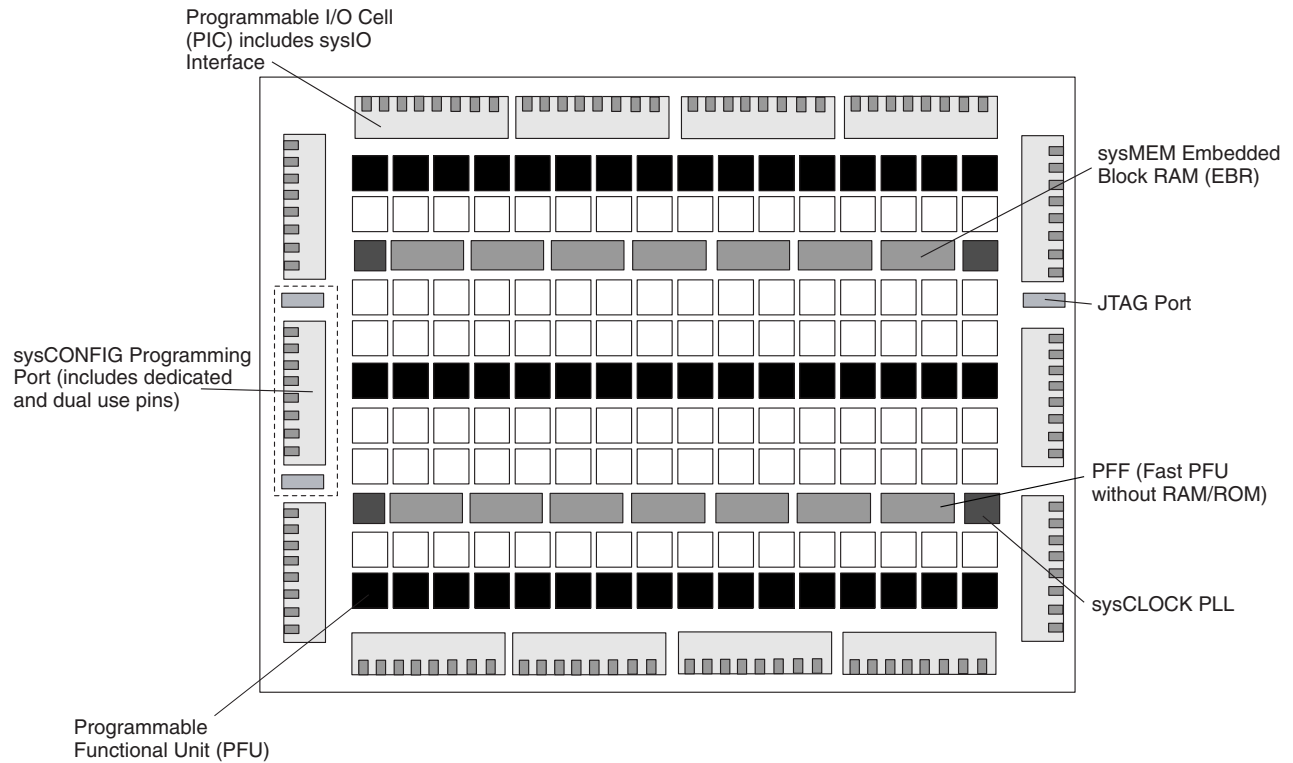 Programmable I/O Cell
(PIC) includes sysIO
Interface
sysMEM Embedded
Block RAM (EBR)
JTAG Port
sysCONFIG Programming
Port (includes dedicated
and dual use pins)
PFF (Fast PFU
without RAM/ROM)
sysCLOCK PLL
Programmable
Functional Unit (PFU)